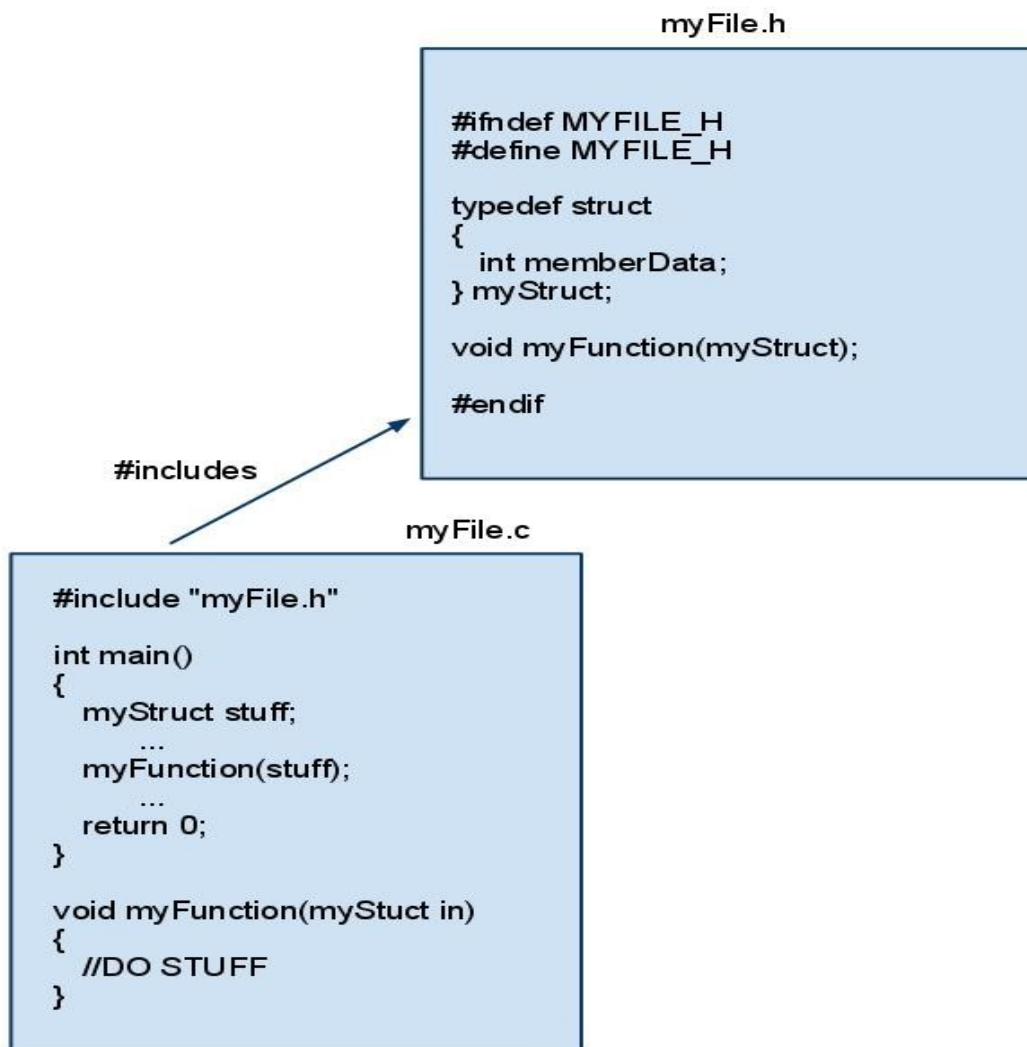 myFile.h
#ifndef MYFILE_H
#define MYFILE_H
typedef struct
{
int memberData;
} myStruct;
void myFunction(myStruct);
#endif
#includes
myFile.c
#include "myFile.h"
int main()
{
myStruct stuff;
...
myFunction(stuff);
...
return 0;
}
void myFunction(myStuct in)
{
//DO STUFF
}